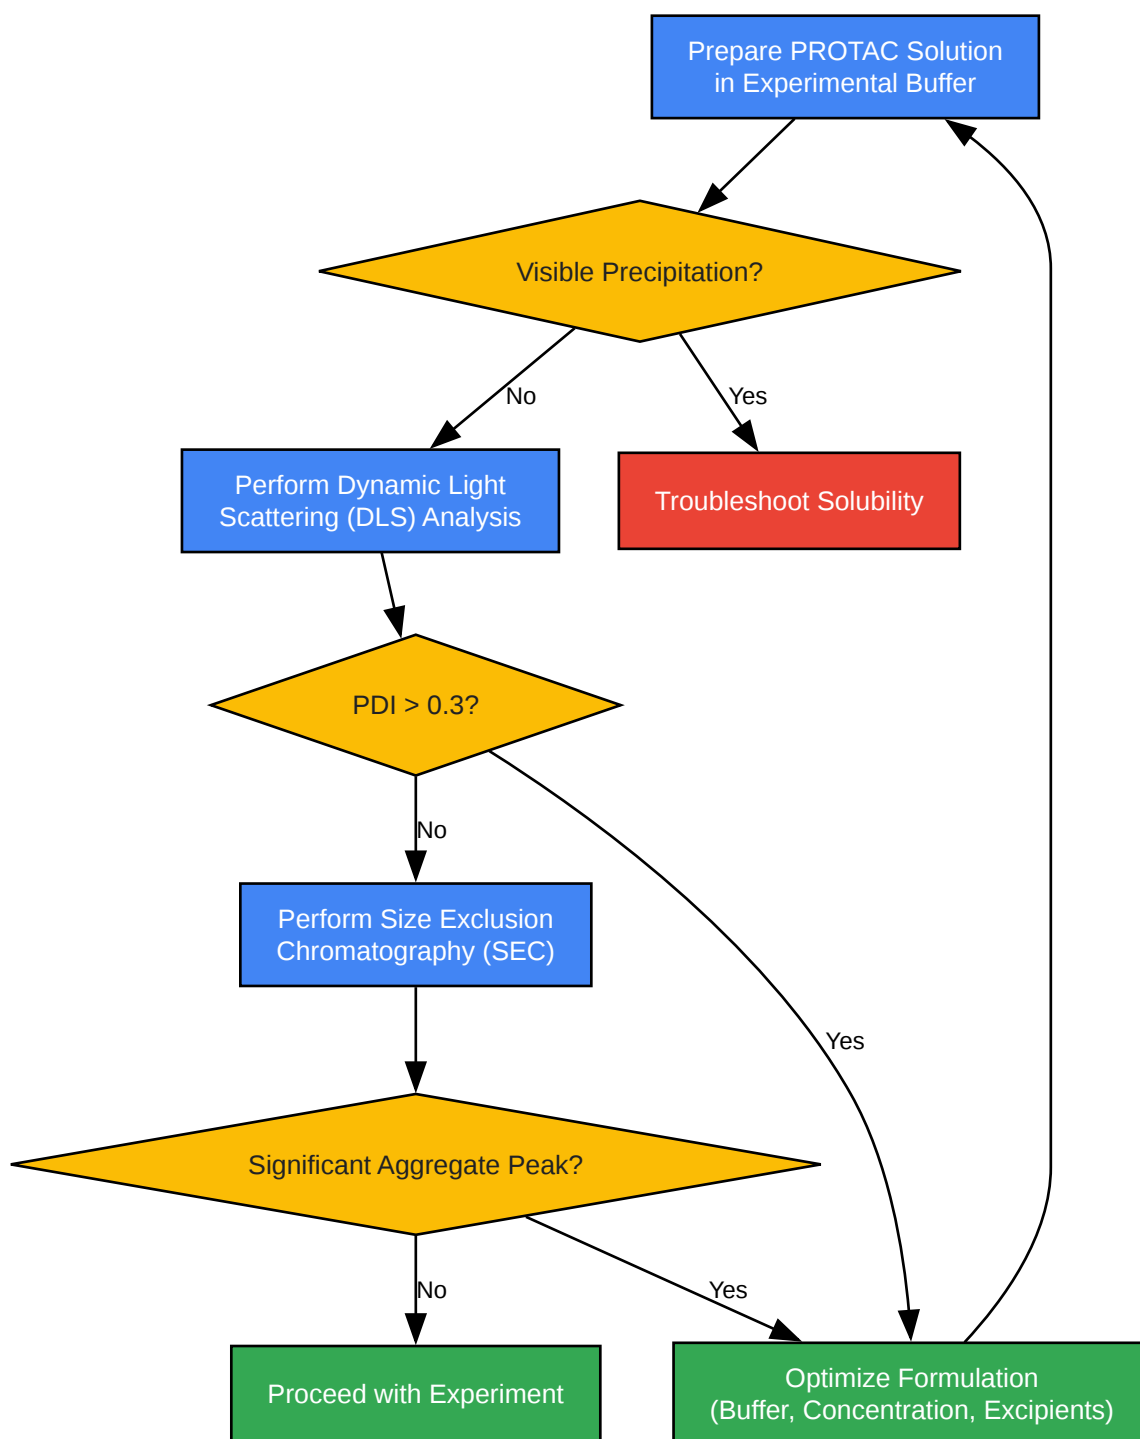 Prepare PROTAC Solution
in Experimental Buffer
Visible Precipitation?
No
Yes
Perform Dynamic Light
Scattering (DLS) Analysis
Troubleshoot Solubility
PDI > 0.3?
No
Perform Size Exclusion
Chromatography (SEC)
Yes
Significant Aggregate Peak?
No
Yes
Proceed with Experiment
Optimize Formulation
(Buffer, Concentration, Excipients)